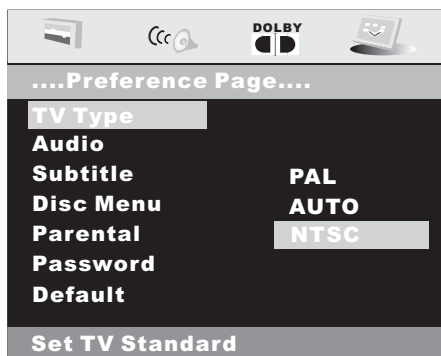 DOLBY
....Preference Page....
TV Type
Audio
Subtitle
PAL
Disc Menu
AUTO
Parental
NTSC
Password
Default
Set TV Standard